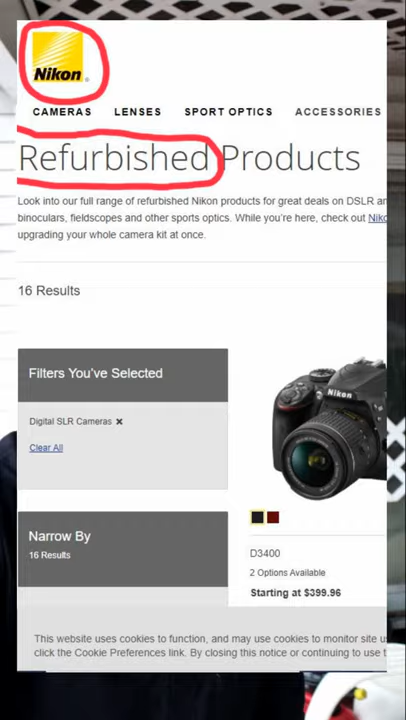 Nikon
CAMERAS LENSES SPORT OPTICS ACCESSORIES
Refurbished Products
Look into our full range of refurbished Nikon products for great deals on DSLR
binoculars, fieldscopes and other sports optics. While you're here, check out
upgrading your whole camera kit at once.
16 Results
Filters You've Selected
Digital SLR Cameras ×
Clear All
Nikon
Narrow By
16 Results
D3400
2 Options Available
Starting at $399.96
This website uses cookies to function, and may use cookies to monitor site
click the Cookie Preferences link. By closing this notice or continuing to use